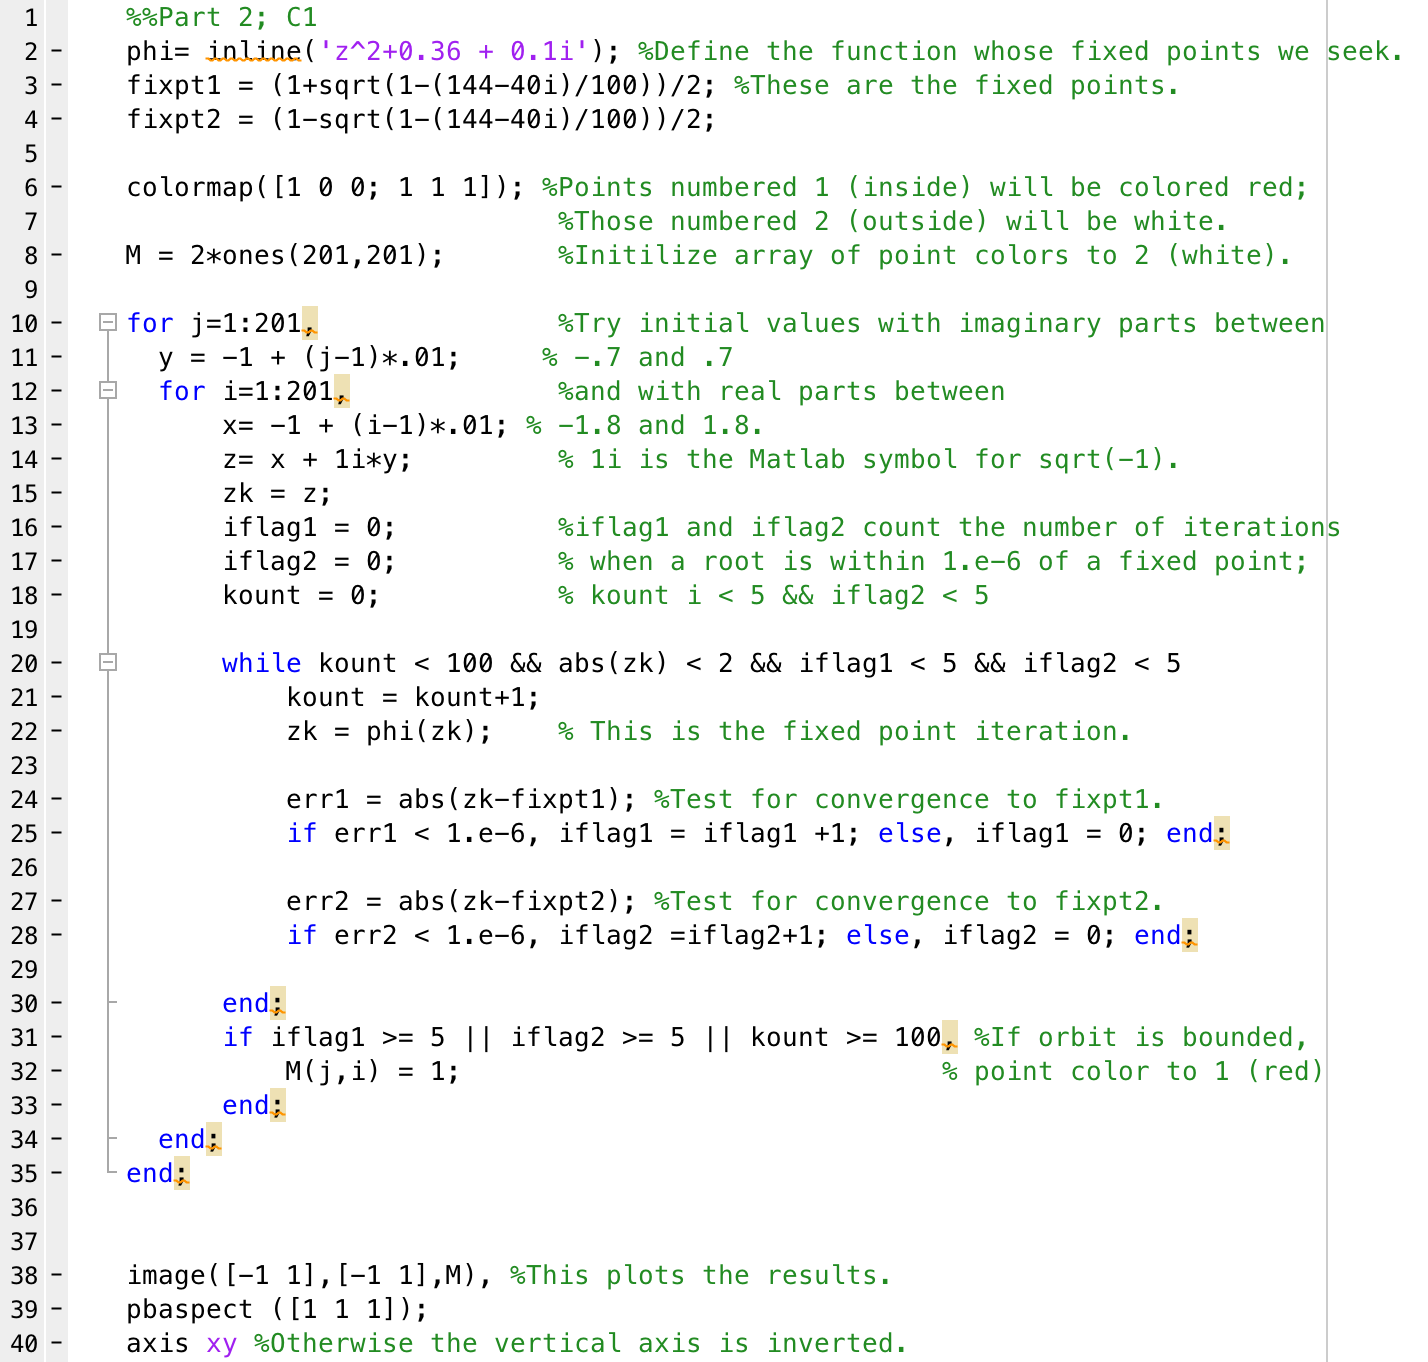 1 %%Part 2; C1
2 - phi= inline('z^2+0.36 + 0.1i'); %Define the function whose fixed points we seek.
3 - fixpt1 = (1+sqrt(1-(144-40i)/100))/2; %These are the fixed points.
4 - fixpt2 = (1-sqrt(1-(144-40i)/100))/2;
5
6 - colormap([1 0 0; 1 1 1]); %Points numbered 1 (inside) will be colored red;
7 %Those numbered 2 (outside) will be white.
8 - M = 2*ones(201,201); %Initilize array of point colors to 2 (white).
9
10 - for j=1:201, %Try initial values with imaginary parts between
11 - y = -1 + (j-1)*.01; % -.7 and .7
12 - for i=1:201, %and with real parts between
13 - x= -1 + (i-1)*.01; % -1.8 and 1.8.
14 - z= x + 1i*y; % 1i is the Matlab symbol for sqrt(-1).
15 - zk = z;
16 - iflag1 = 0; %iflag1 and iflag2 count the number of iterations
17 - iflag2 = 0; % when a root is within 1.e-6 of a fixed point;
18 - kount = 0; % kount i < 5 && iflag2 < 5
19
20 - while kount < 100 && abs(zk) < 2 && iflag1 < 5 && iflag2 < 5
21 - kount = kount+1;
22 - zk = phi(zk); % This is the fixed point iteration.
23
24 - err1 = abs(zk-fixpt1); %Test for convergence to fixpt1.
25 - if err1 < 1.e-6, iflag1 = iflag1 +1; else, iflag1 = 0; end;
26
27 - err2 = abs(zk-fixpt2); %Test for convergence to fixpt2.
28 - if err2 < 1.e-6, iflag2 =iflag2+1; else, iflag2 = 0; end;
29
30 - end;
31 - if iflag1 >= 5 || iflag2 >= 5 || kount >= 100, %If orbit is bounded,
32 - M(j,i) = 1; % point color to 1 (red)
33 - end;
34 - end;
35 - end;
36
37
38 - image([-1 1],[-1 1],M), %This plots the results.
39 - pbaspect ([1 1 1]);
40 - axis xy %Otherwise the vertical axis is inverted.